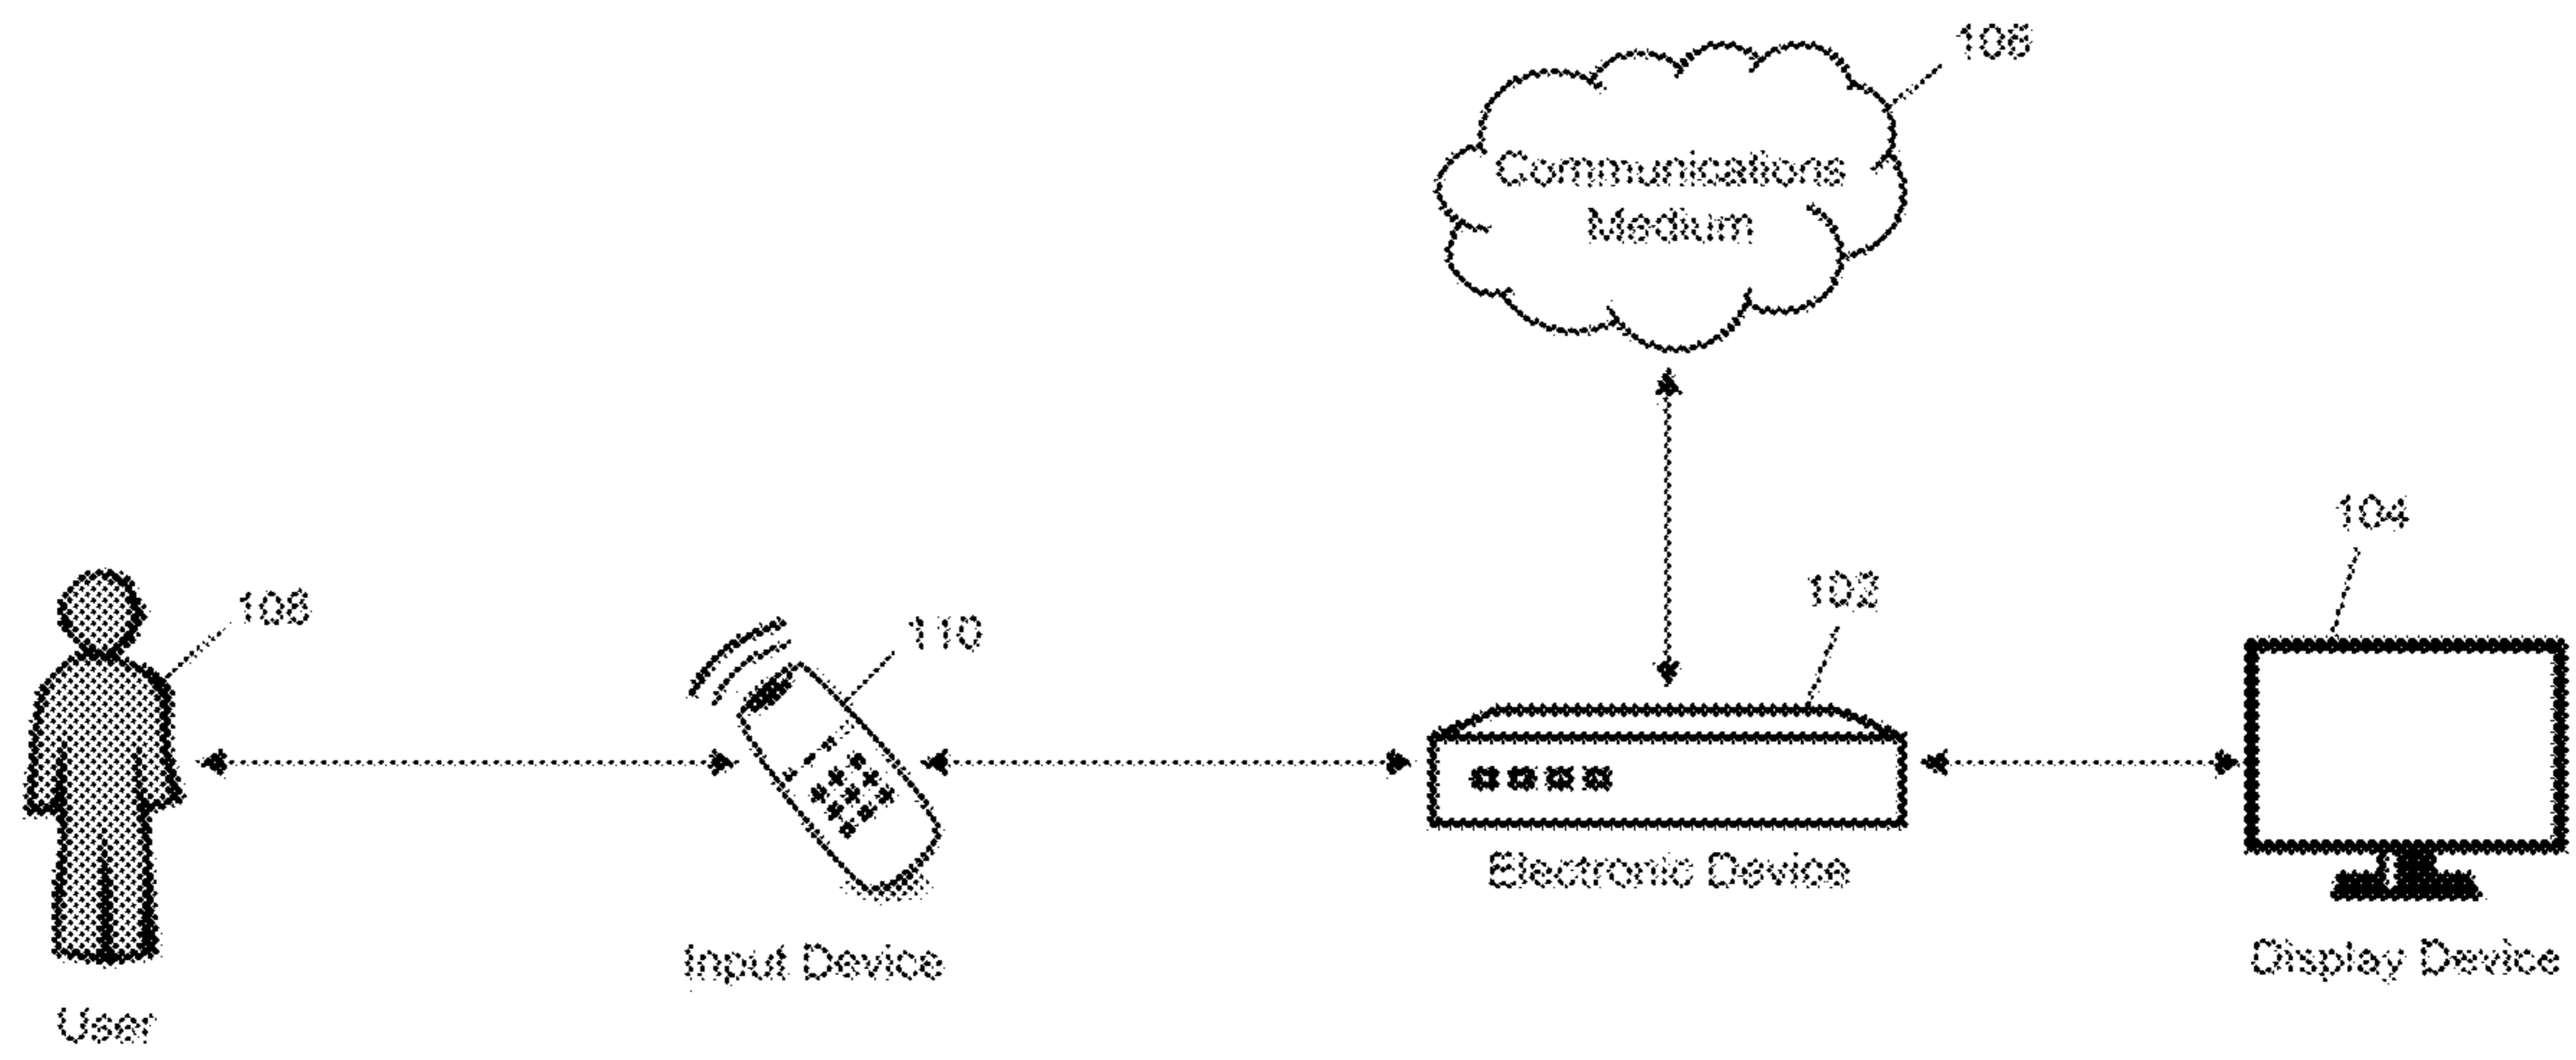 106
Communications
Medium
104
102
108
110
Electronic Device
Input Device
Display Device
User